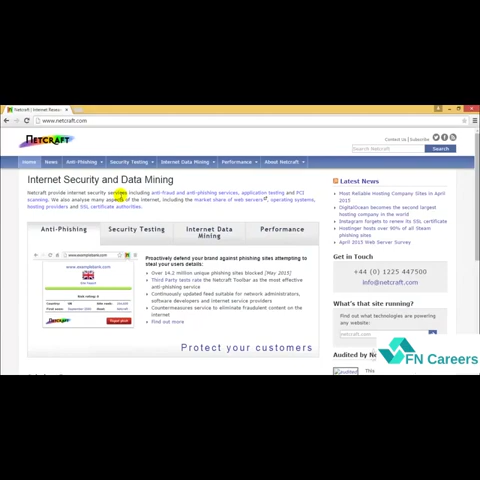 Netcraft | Internet Resea
www.netcraft.com
NETCRAFT
Contact us | Subscribe
Search Netcraft
Search
Home News Anti-Phishing Security Testing Internet Data Mining Performance About Netcraft
Internet Security and Data Mining
Netcraft provide internet security services including anti-fraud and anti-phishing services, application testing and PCI
scanning. We also analyse many aspects of the internet, including the market share of web servers, operating systems,
hosting providers and SSL certificate authorities.
Anti-Phishing Security Testing Internet Data Mining Performance
Proactively defend your brand against phishing sites attempting to
steal your users details:
Over 14.2 million unique phishing sites blocked [May 2015]
Third Party tests rate the Netcraft Toolbar as the most effective
anti-phishing service
Continuously updated feed suitable for network administrators,
software developers and internet service providers
Countermeasures service to eliminate fraudulent content on the
internet
Find out more
Protect your customers
Latest News
Most Reliable Hosting Company Sites in April
2015
DigitalOcean becomes the second largest
hosting company in the world
Instagram forgets to renew its SSL certificate
Hostinger hosts over 90% of all Steam
phishing sites
April 2015 Web Server Survey
Get in Touch
+44 (0) 1225 447500
info@netcraft.com
What's that site running?
Find out what technologies are powering
any website:
netcraft.com
Audited by Ne
This
FN Careers